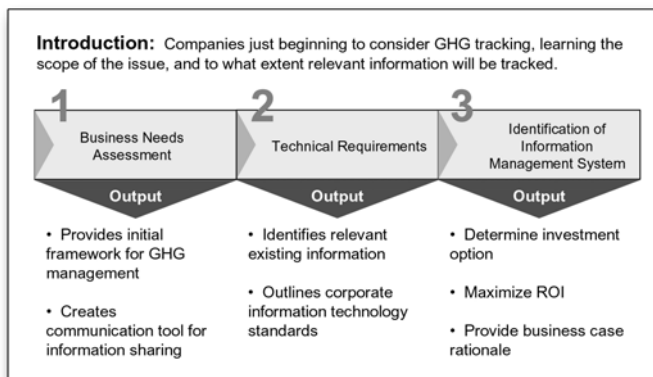 Introduction: Companies just beginning to consider GHG tracking, learning the
scope of the issue, and to what extent relevant information will be tracked.
1
Business Needs
Assessment
Output
• Provides initial
framework for GHG
management
• Creates
communication tool for
information sharing
2
Technical Requirements
Output
• Identifies relevant
existing information
• Outlines corporate
information technology
standards
3
Identification of
Information
Management System
Output
• Determine investment
option
• Maximize ROI
• Provide business case
rationale